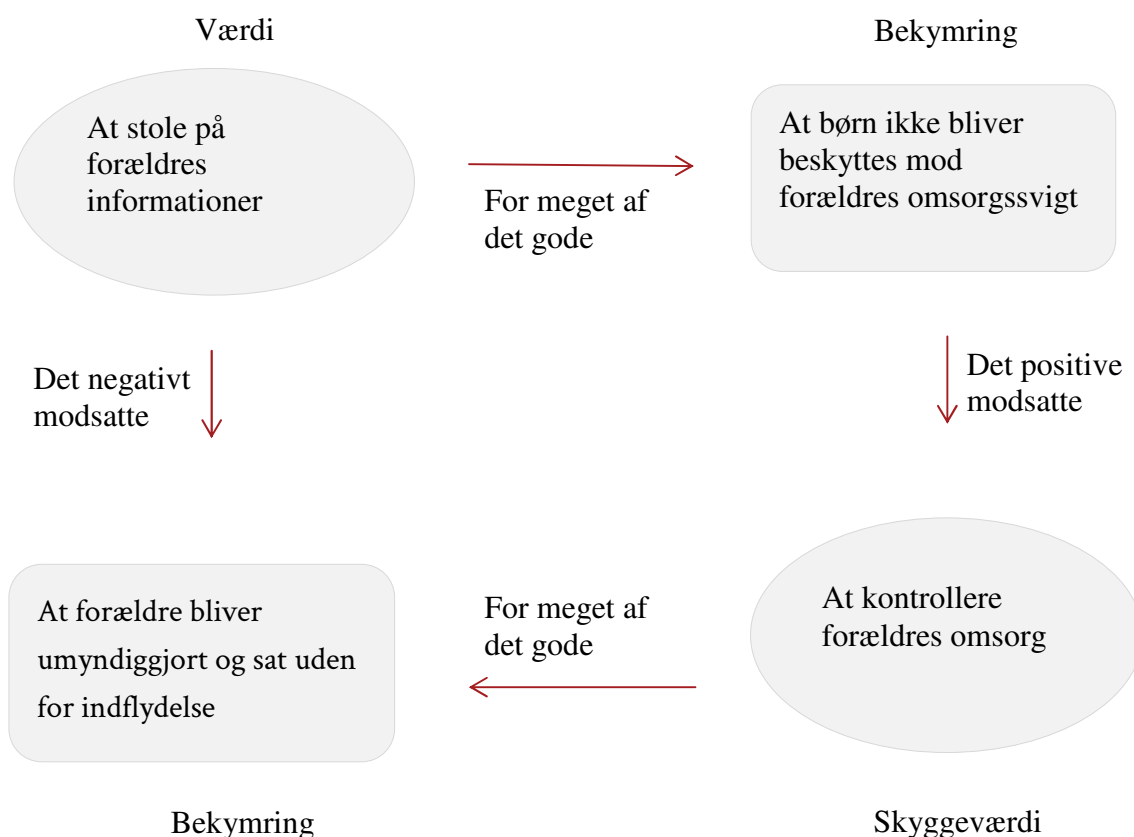 Værdi
Bekymring
At stole på
forældres
informationer
For meget af
det gode
At børn ikke bliver
beskyttes mod
forældres omsorgssvigt
Det negativt
modsatte
Det positive
modsatte
At forældre bliver
umyndiggjort og sat uden
for indflydelse
For meget af
det gode
At kontrollere
forældres omsorg
Bekymring
Skyggeværdi